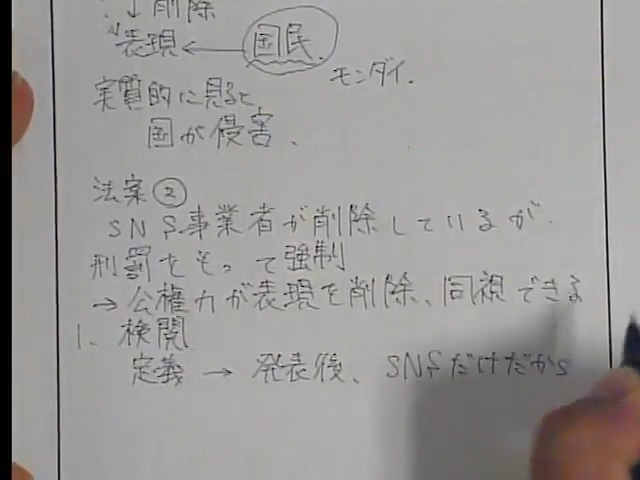 ↓削除
↓表現 ← 国民.
モンダイ.
実質的に見ると、
国が侵害.
法案②
SNS事業者が削除しているが.
刑罰をもって強制
→公権力が表現を削除、同視できる
1、検閲
定義 → 発表後、SNSだけだから